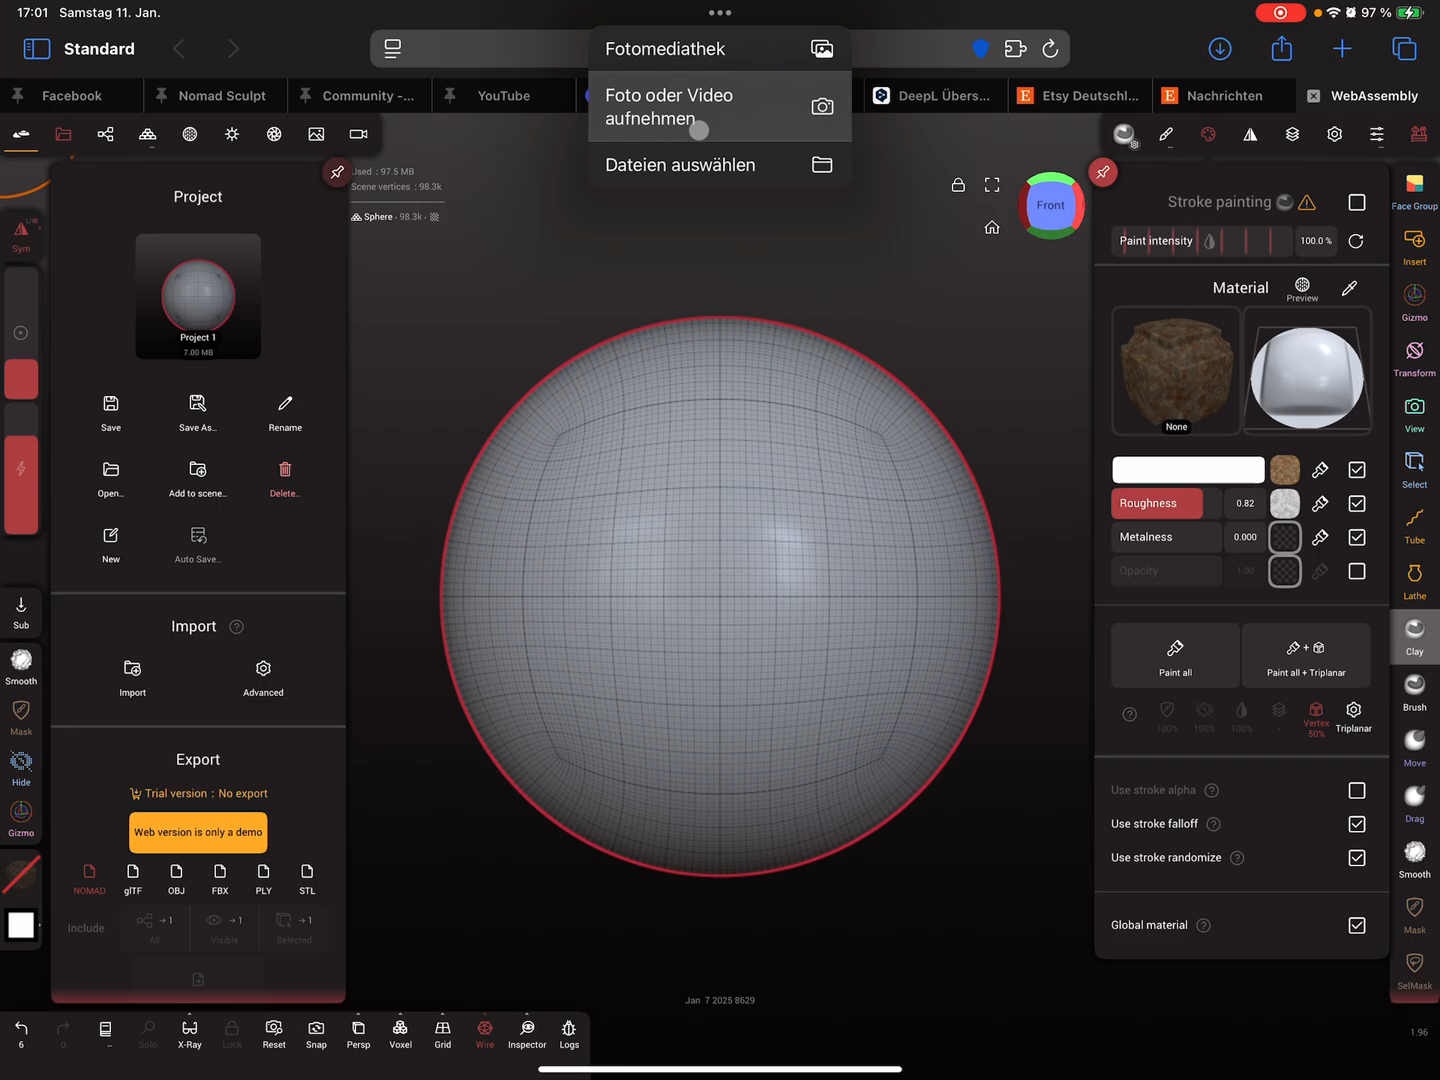 17:01 Samstag 11. Jan.
97 %
Standard
Fotomediathek
Foto oder Video
aufnehmen
Dateien auswählen
Facebook
Nomad Sculpt
Community -...
YouTube
DeepL Übers...
Etsy Deutschl...
Nachrichten
WebAssembly
Used : 97.5 MB
Scene vertices : 98.3k
Sphere · 98.3k ·
Front
Project
Project 1
7.00 MB
Save
Save As..
Rename
Open..
Add to scene..
Delete..
New
Auto Save..
Import
Import
Advanced
Export
Trial version : No export
Web version is only a demo
NOMAD
glTF
OBJ
FBX
PLY
STL
Include
→ 1
All
→ 1
Visible
→ 1
Selected
L/W
Sym
Sub
Smooth
Mask
Hide
Gizmo
Stroke painting
Paint intensity
100.0 %
Material
Preview
None
Roughness
0.82
Metalness
0.000
Opacity
1.00
Paint all
+
Paint all + Triplanar
100%
100%
100%
Vertex
50%
Triplanar
Use stroke alpha
Use stroke falloff
Use stroke randomize
Global material
Face Group
Insert
Gizmo
Transform
View
Select
Tube
Lathe
Clay
Brush
Move
Drag
Smooth
Mask
SelMask
Jan 7 2025 8629
1.96
6
0
Solo
X-Ray
Lock
Reset
Snap
Persp
Voxel
Grid
Wire
Inspector
Logs